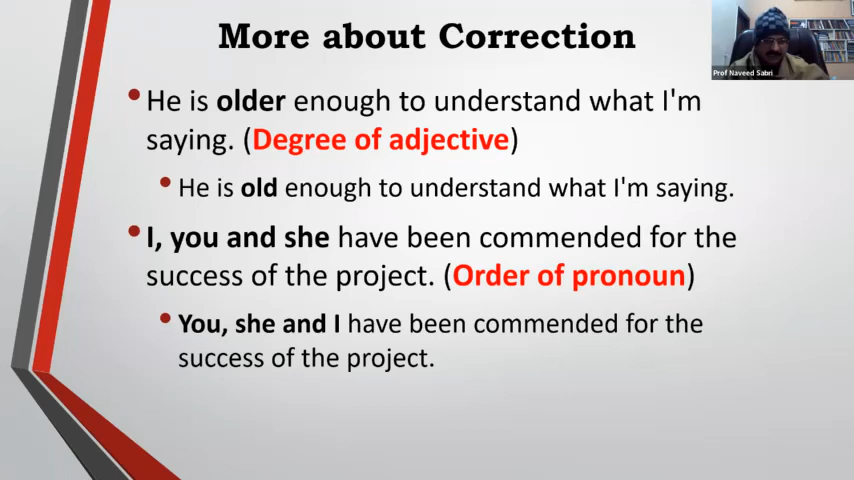 More about Correction
Prof Naveed Sabri
• He is older enough to understand what I'm
saying. (Degree of adjective)
• He is old enough to understand what I'm saying.
• I, you and she have been commended for the
success of the project. (Order of pronoun)
• You, she and I have been commended for the
success of the project.